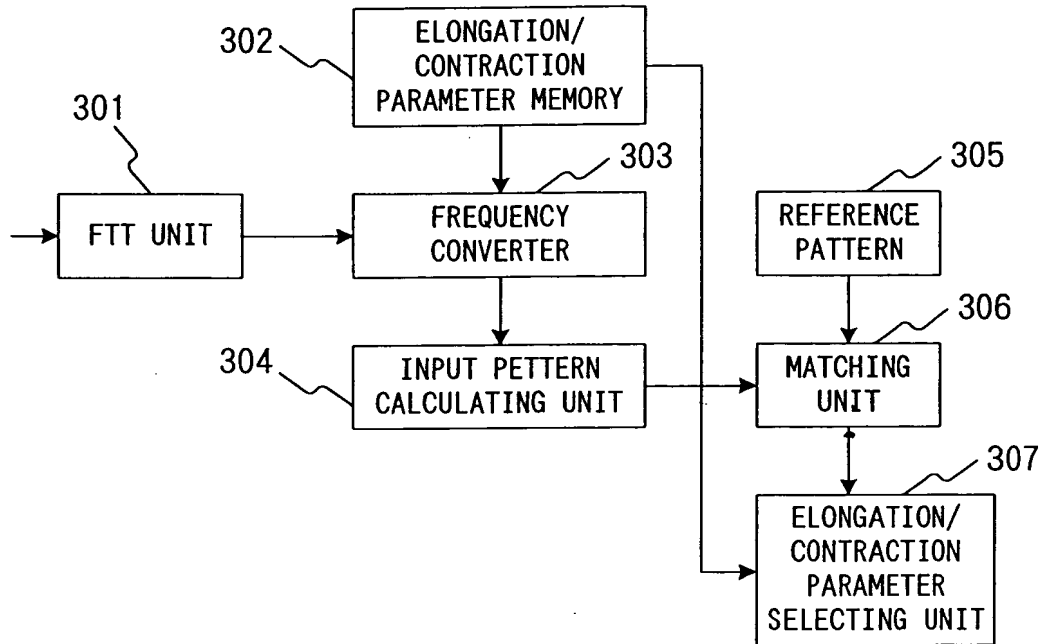 302
ELONGATION/
CONTRACTION
PARAMETER MEMORY
301
FTT UNIT
303
FREQUENCY
CONVERTER
305
REFERENCE
PATTERN
304
INPUT PETTERN
CALCULATING UNIT
306
MATCHING
UNIT
307
ELONGATION/
CONTRACTION
PARAMETER
SELECTING UNIT